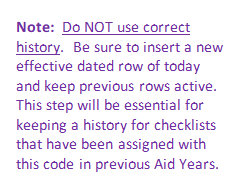 Note:  Do NOT use correct
history.  Be sure to insert a new
effective dated row of today
and keep previous rows active.
This step will be essential for
keeping a history for checklists
that have been assigned with
this code in previous Aid Years.